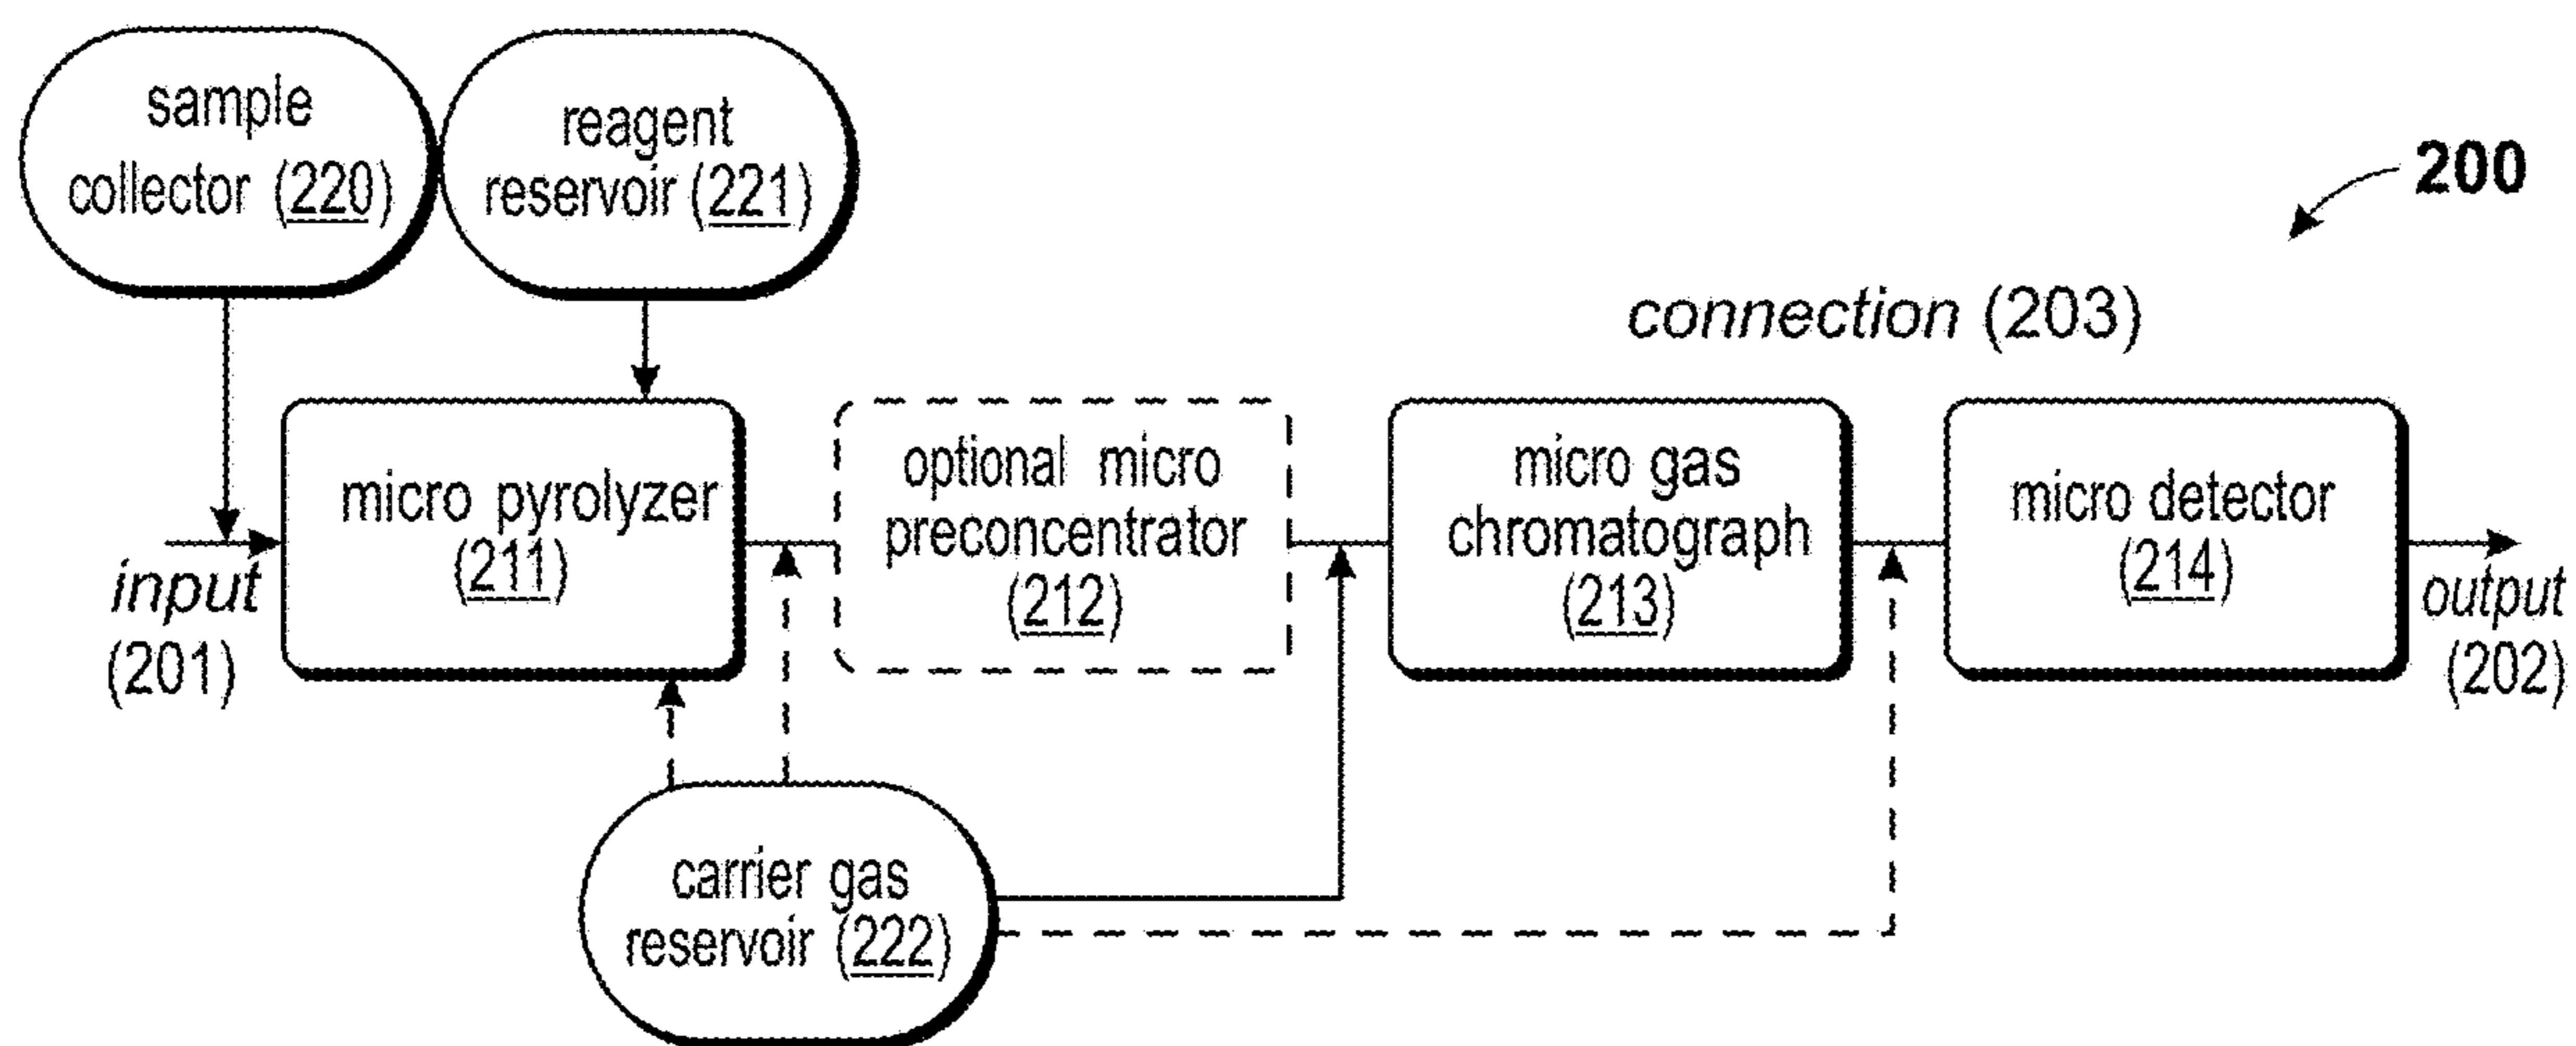 sample
collector (220)
reagent
reservoir (221)
200
connection (203)
input
(201)
micro pyrolyzer
(211)
optional micro
preconcentrator
(212)
micro gas
chromatograph
(213)
micro detector
(214)
output
(202)
carrier gas
reservoir (222)